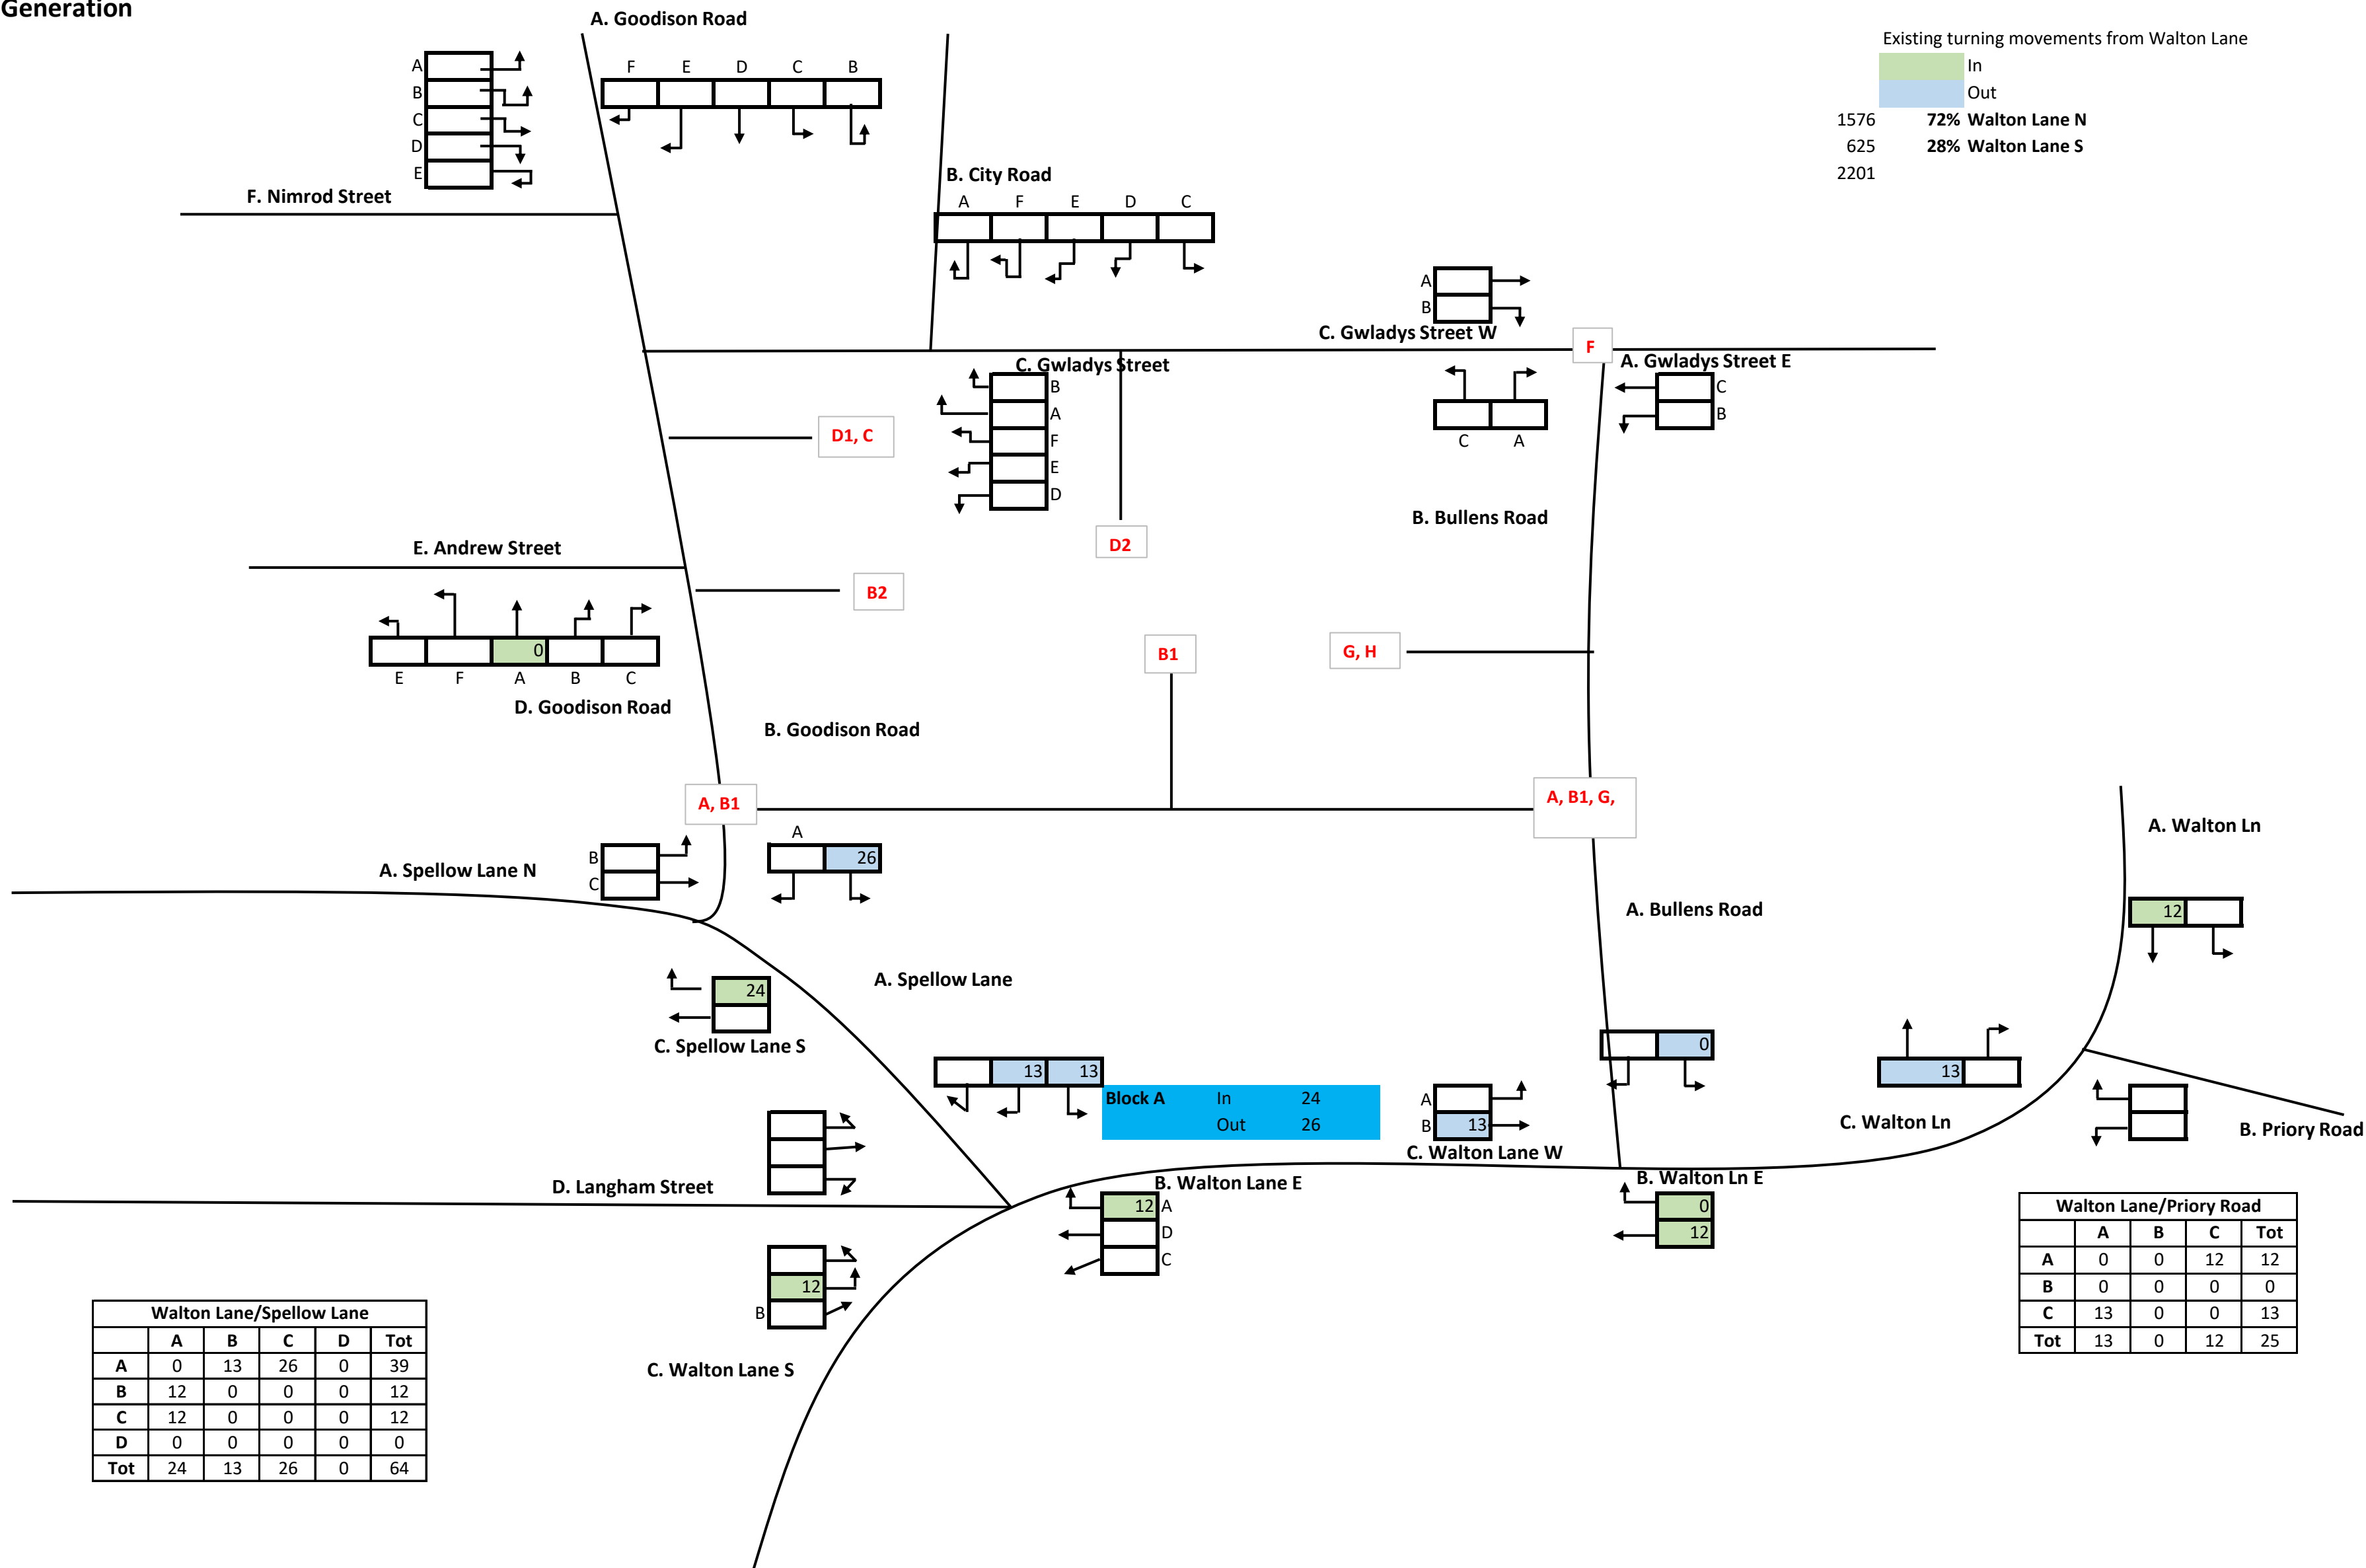 Generation
A. Goodison Road
Existing turning movements from Walton Lane
In
Out
1576 72% Walton Lane N
625 28% Walton Lane S
2201
A
B
C
D
E
F E D C B
F. Nimrod Street
B. City Road
A F E D C
A
B
C. Gwladys Street W
F
A. Gwladys Street E
C. Gwladys Street
B
A
F
E
D
C A
C
B
D1, C
B. Bullens Road
D2
E. Andrew Street
B2
0
E F A B C
D. Goodison Road
B1
G, H
B. Goodison Road
A, B1
A, B1, G,
A. Walton Ln
A
26
B
C
A. Spellow Lane N
A. Bullens Road
12
A. Spellow Lane
24
C. Spellow Lane S
0
13 13
13
Block A In 24
Out 26
A
B 13
C. Walton Lane W
C. Walton Ln
B. Priory Road
D. Langham Street
B. Walton Lane E
B. Walton Ln E
12 A
D
C
0
12
12
B
C. Walton Lane S
Walton Lane/Priory Road
A B C Tot
A 0 0 12 12
B 0 0 0 0
C 13 0 0 13
Tot 13 0 12 25
Walton Lane/Spellow Lane
A B C D Tot
A 0 13 26 0 39
B 12 0 0 0 12
C 12 0 0 0 12
D 0 0 0 0 0
Tot 24 13 26 0 64